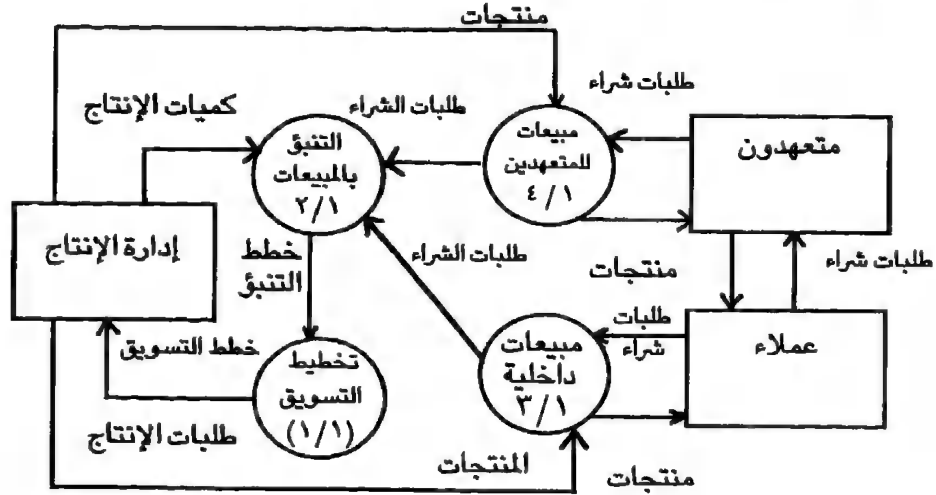 منتجات
كميات الإنتاج
طلبات الشراء
طلبات شراء
التنبؤ
بالمبيعات
٢/١
مبيعات
للمتعهدين
٤/١
متعهدون
إدارة الإنتاج
خطط
التنبؤ
طلبات الشراء
منتجات
طلبات شراء
خطط التسويق
تخطيط
التسويق
(١/١)
مبيعات
داخلية
٣/١
طلبات
شراء
عملاء
طلبات الإنتاج
المنتجات
منتجات